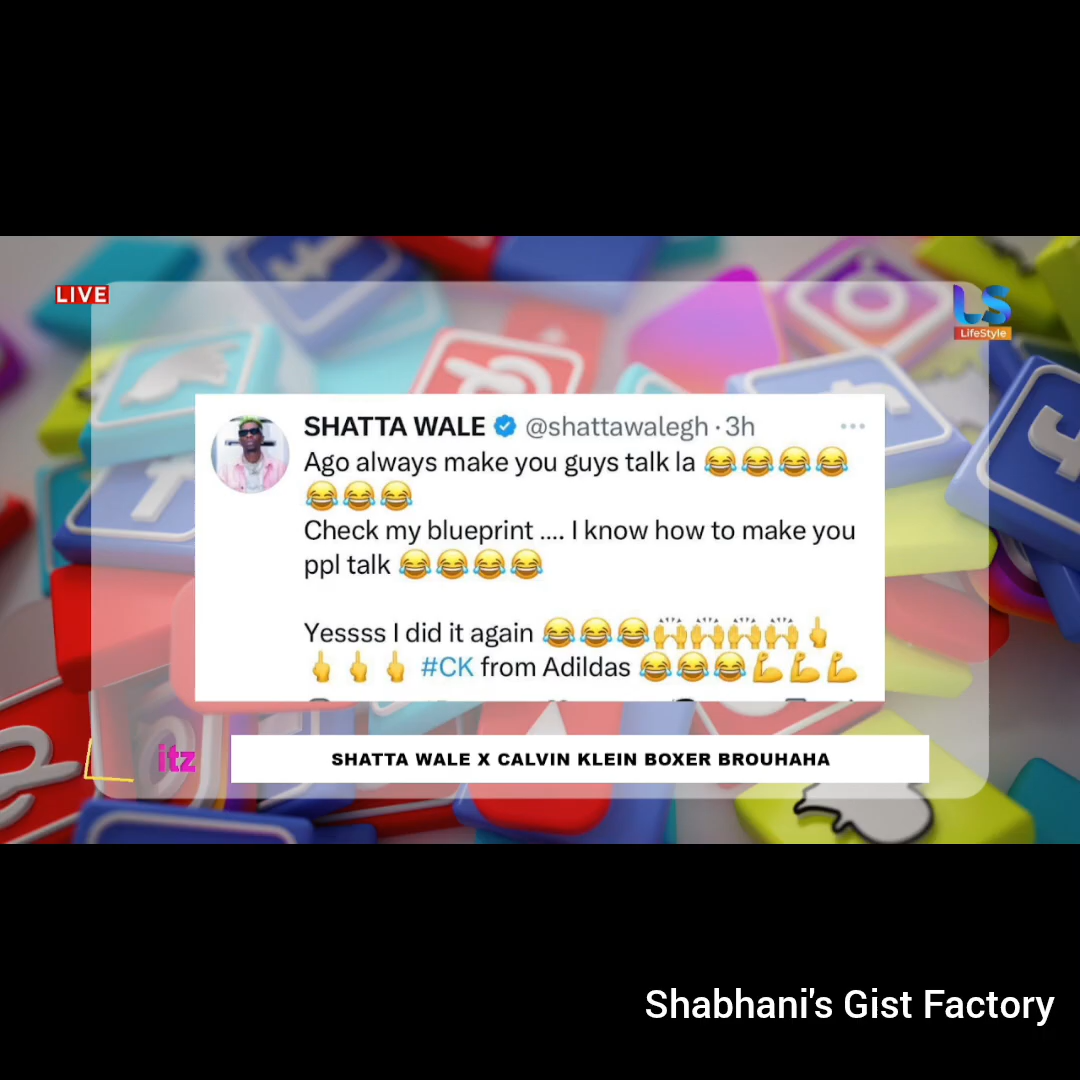 LIVE
LS
LifeStyle
SHATTA WALE @shattawalegh · 3h
Ago always make you guys talk la 😂😂😂😂
😂😂😂
Check my blueprint .... I know how to make you
ppl talk 😂😂😂😂
Yessss I did it again 😂😂😂🙌🙌🙌🙌🖕
🖕🖕🖕 #CK from Adildas 😂😂😂💪💪💪
itz
SHATTA WALE X CALVIN KLEIN BOXER BROUHAHA
Shabhani's Gist Factory